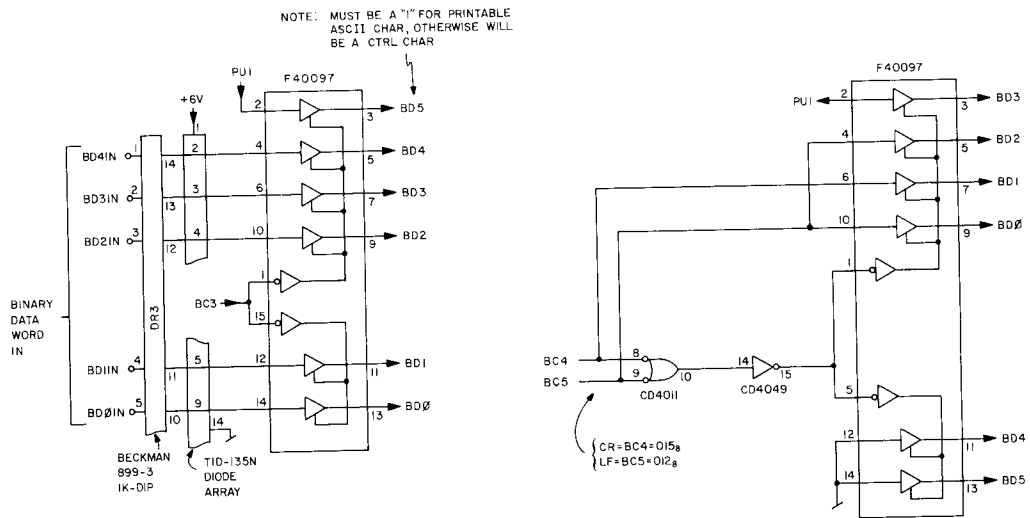 NOTE: MUST BE A "1" FOR PRINTABLE
ASCII CHAR, OTHERWISE WILL
BE A CTRL CHAR
PU1
F40097
+6V
1
2
3
BD5
BD4IN
1
14
2
4
5
BD4
BD3IN
2
13
3
6
7
BD3
BD2IN
3
12
4
10
9
BD2
BINARY
DATA
WORD
IN
DR3
BC3
1
15
BD1IN
4
11
5
12
11
BD1
BDØIN
5
10
9
14
13
BDØ
14
BECKMAN
899-3
1K-DIP
TID-135N
DIODE
ARRAY
F40097
PU1
2
3
BD3
4
5
BD2
6
7
BD1
10
9
BDØ
1
BC4
8
BC5
9
10
CD4011
14
15
CD4049
5
{CR=BC4=015₈
{LF=BC5=012₈
12
11
BD4
14
13
BD5